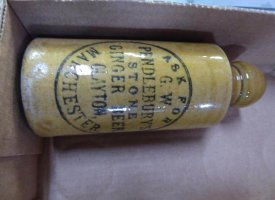 ASK FOR
G.W.
PENDLEBURY'S
STONE
GINGER BEER
CLAYTON,
MANCHESTER